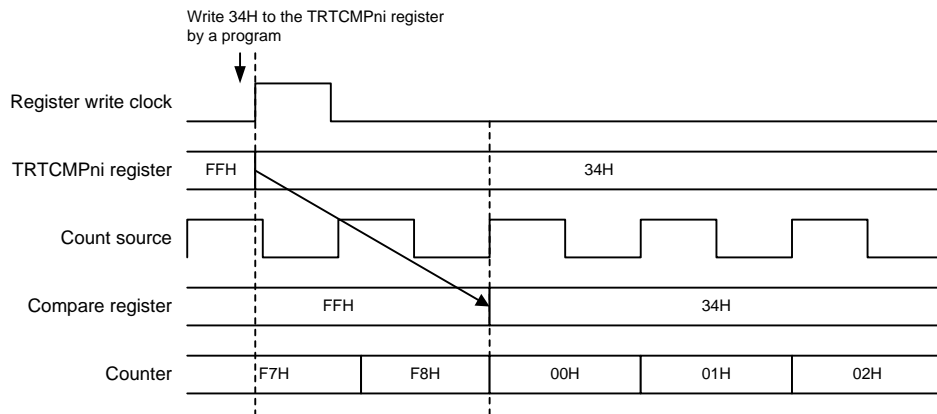 Write 34H to the TRTCMPni register
by a program
Register write clock
TRTCMPni register
FFH
34H
Count source
Compare register
FFH
34H
Counter
F7H
F8H
00H
01H
02H